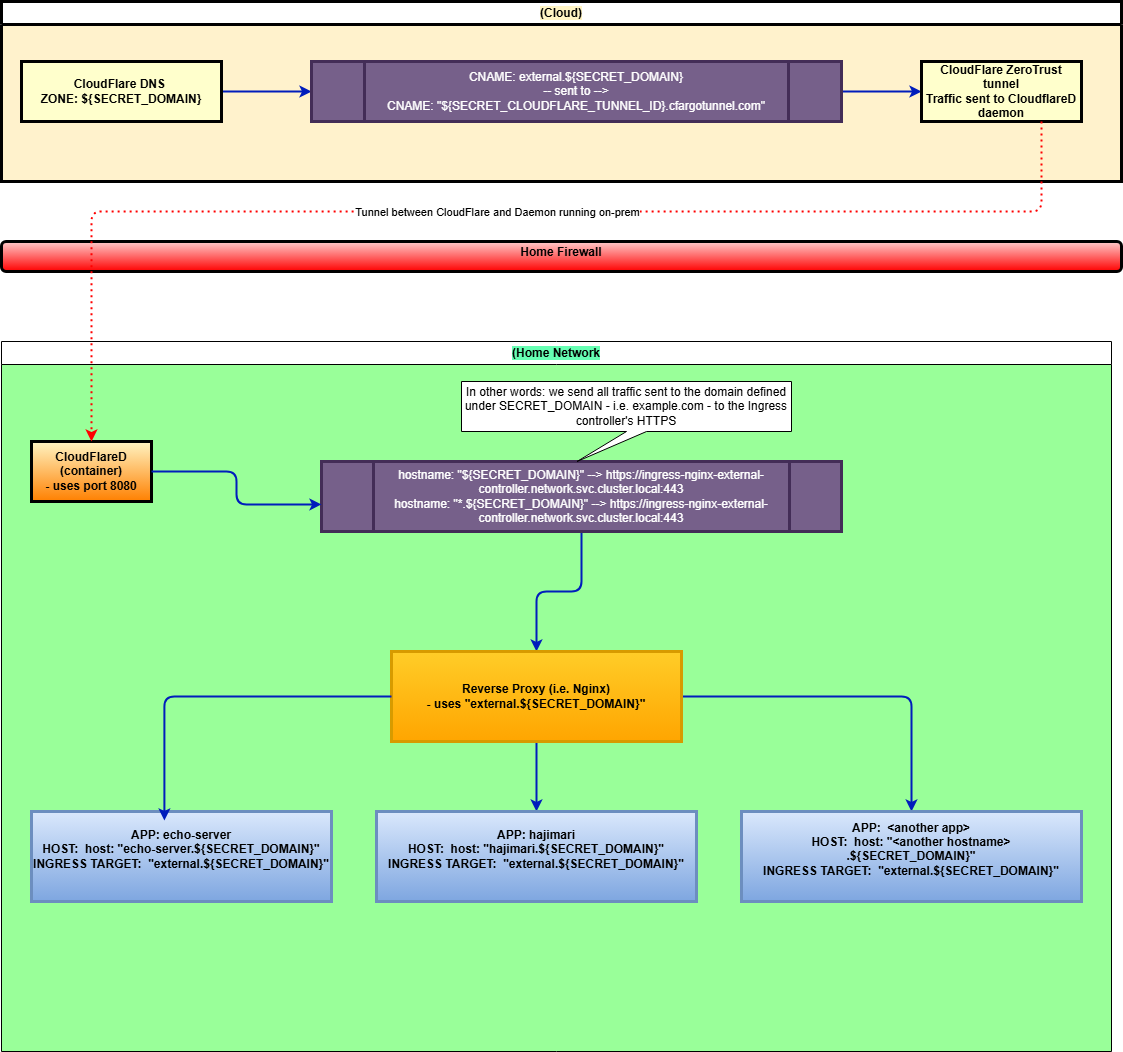 (Cloud)
CloudFlare DNS
ZONE: ${SECRET_DOMAIN}
CNAME: external.${SECRET_DOMAIN}
-- sent to -->
CNAME: "${SECRET_CLOUDFLARE_TUNNEL_ID}.cfargotunnel.com"
CloudFlare ZeroTrust
tunnel
Traffic sent to CloudflareD
daemon
Tunnel between CloudFlare and Daemon running on-prem
Home Firewall
(Home Network
In other words: we send all traffic sent to the domain defined
under SECRET_DOMAIN - i.e. example.com - to the Ingress
controller's HTTPS
CloudFlareD
(container)
- uses port 8080
hostname: "${SECRET_DOMAIN}" --> https://ingress-nginx-external-
controller.network.svc.cluster.local:443
hostname: "*.${SECRET_DOMAIN}" --> https://ingress-nginx-external-
controller.network.svc.cluster.local:443
Reverse Proxy (i.e. Nginx)
- uses "external.${SECRET_DOMAIN}"
APP: echo-server
HOST:  host: "echo-server.${SECRET_DOMAIN}"
INGRESS TARGET:  "external.${SECRET_DOMAIN}"
APP: hajimari
HOST:  host: "hajimari.${SECRET_DOMAIN}"
INGRESS TARGET:  "external.${SECRET_DOMAIN}"
APP:  <another app>
HOST:  host: "<another hostname>
.${SECRET_DOMAIN}"
INGRESS TARGET:  "external.${SECRET_DOMAIN}"